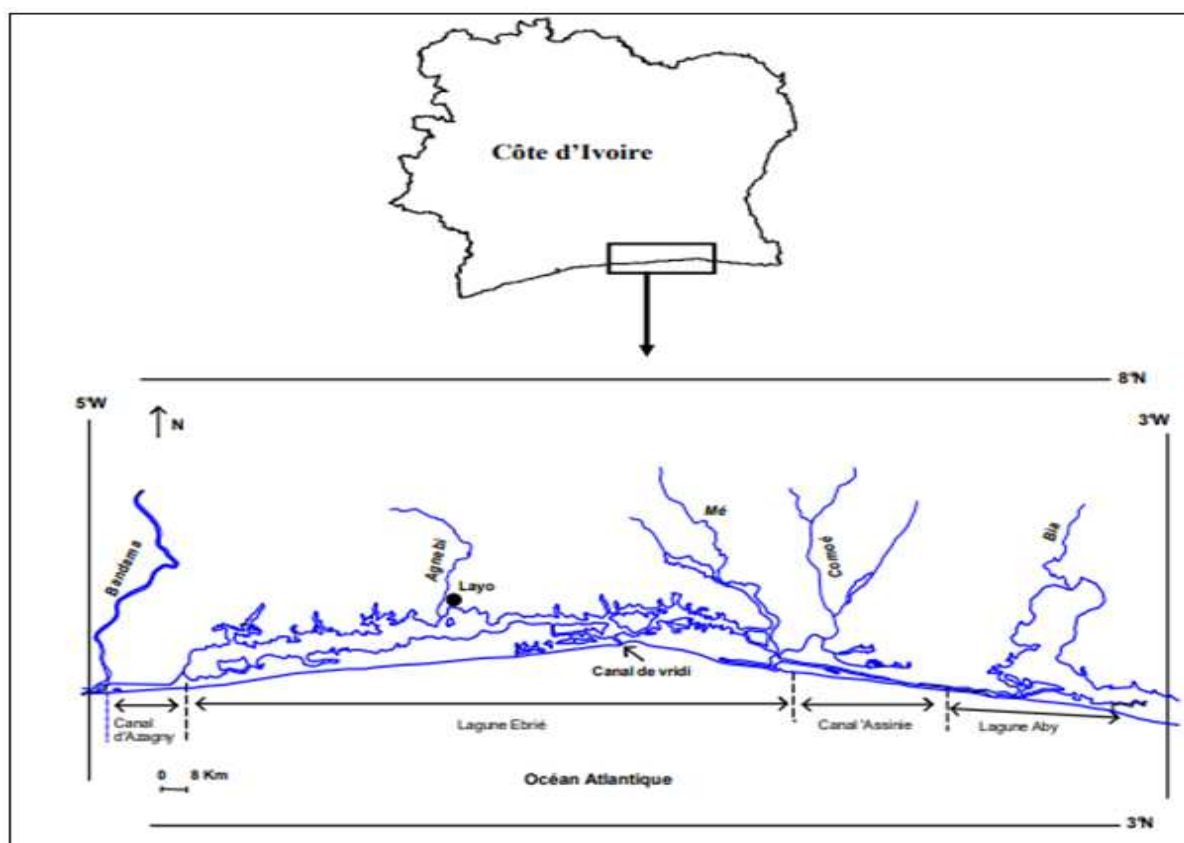 Côte d'Ivoire
8°N
5°W
3°W
N
Bandama
Agnebi
Layo
Mé
Comoé
Bia
Canal de vridi
Canal
d'Azagny
Lagune Ebrié
Canal 'Assinie
Lagune Aby
0 8 Km
Océan Atlantique
3°N